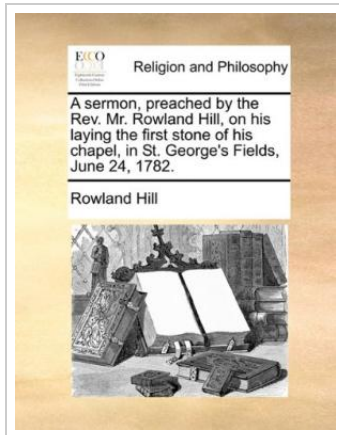 ECCO
Religion and Philosophy
A sermon, preached by the
Rev. Mr. Rowland Hill, on his
laying the first stone of his
chapel, in St. George's Fields,
June 24, 1782.
Rowland Hill